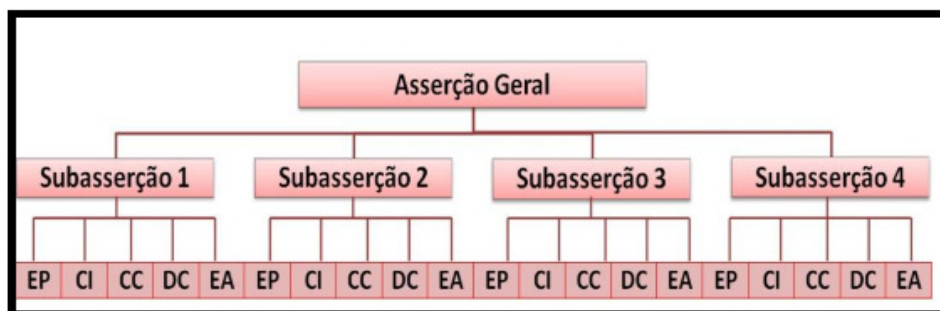 Asserção Geral
Subasserção 1 Subasserção 2 Subasserção 3 Subasserção 4
EP CI CC DC EA EP CI CC DC EA EP CI CC DC EA EP CI CC DC EA